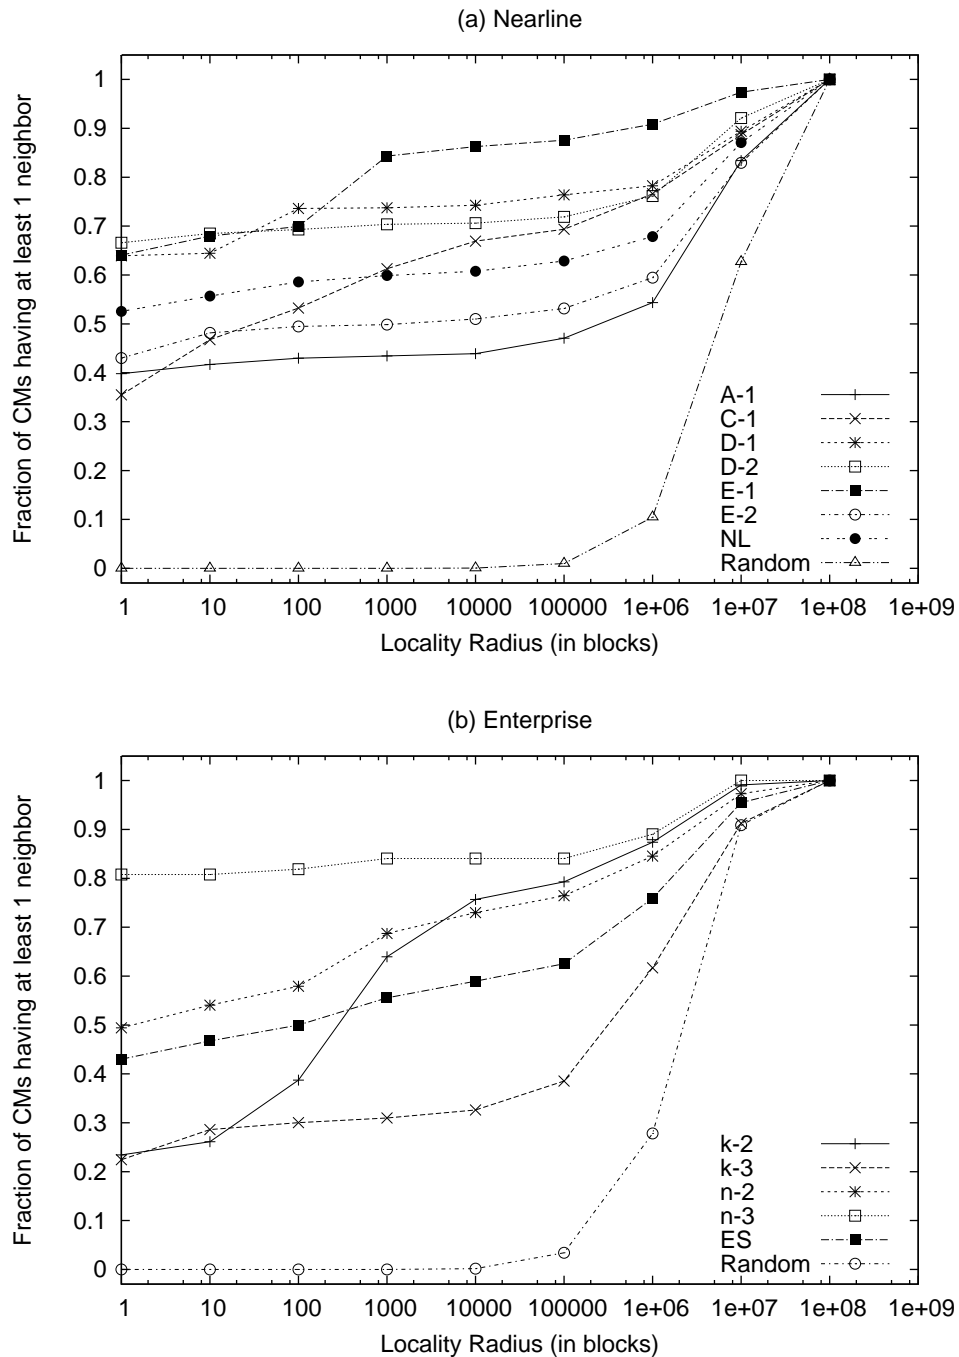 (a) Nearline
Fraction of CMs having at least 1 neighbor
1
0.9
0.8
0.7
0.6
0.5
0.4
0.3
0.2
0.1
0
A-1
C-1
D-1
D-2
E-1
E-2
NL
Random
1 10 100 1000 10000 100000 1e+06 1e+07 1e+08 1e+09
Locality Radius (in blocks)
(b) Enterprise
Fraction of CMs having at least 1 neighbor
1
0.9
0.8
0.7
0.6
0.5
0.4
0.3
0.2
0.1
0
k-2
k-3
n-2
n-3
ES
Random
1 10 100 1000 10000 100000 1e+06 1e+07 1e+08 1e+09
Locality Radius (in blocks)